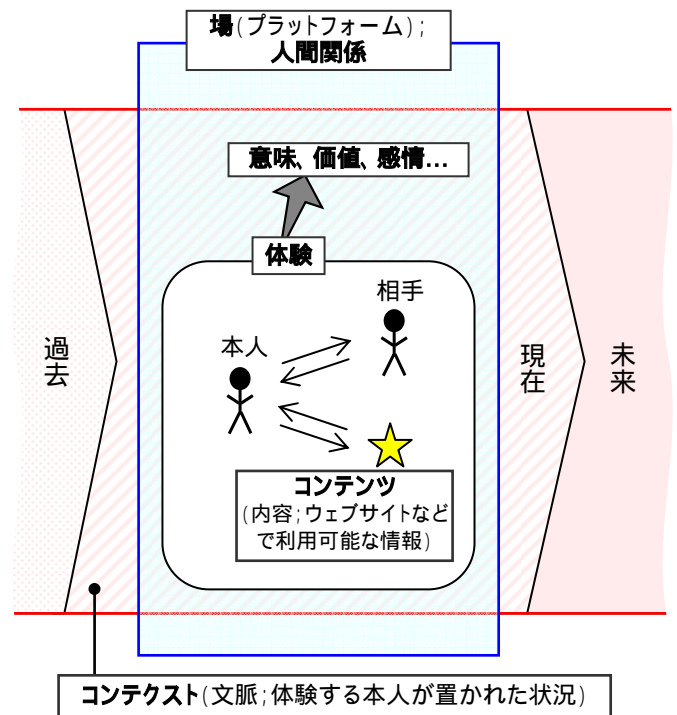 場(プラットフォーム);
人間関係
意味、価値、感情...
体験
相手
本人
過去
現在
未来
コンテンツ
(内容;ウェブサイトなど
で利用可能な情報)
コンテクスト(文脈;体験する本人が置かれた状況)